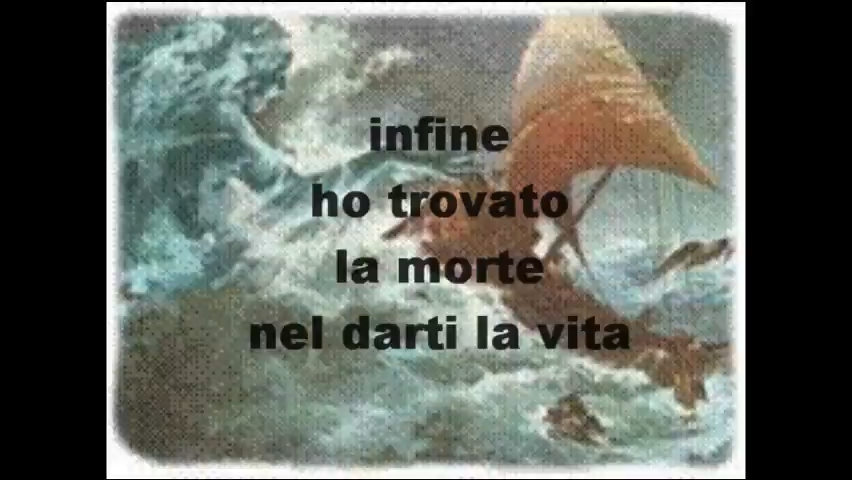 infine
ho trovato
la morte
nel darti la vita